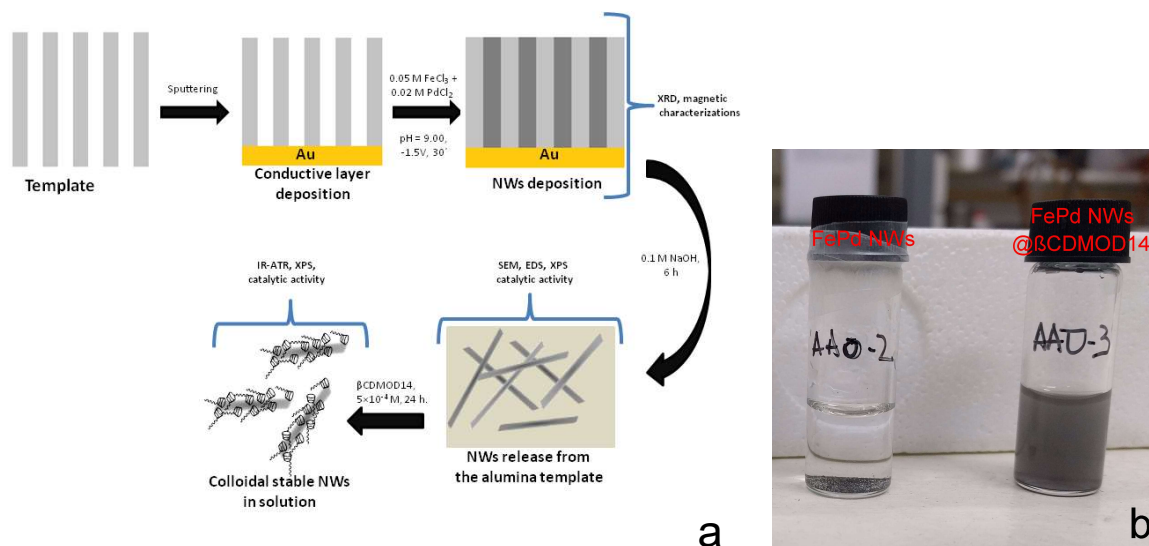 Template
Sputtering
Au
Conductive layer
deposition
0.05 M FeCl₃ +
0.02 M PdCl₂
pH = 9.00,
-1.5V, 30´
Au
NWs deposition
XRD, magnetic
characterizations
0.1 M NaOH,
6 h
SEM, EDS, XPS
catalytic activity
NWs release from
the alumina template
βCDMOD14,
5×10⁻⁴ M, 24 h.
IR-ATR, XPS,
catalytic activity
Colloidal stable NWs
in solution
a
FePd NWs
AAO-2
FePd NWs
@βCDMOD14
AAO-3
b